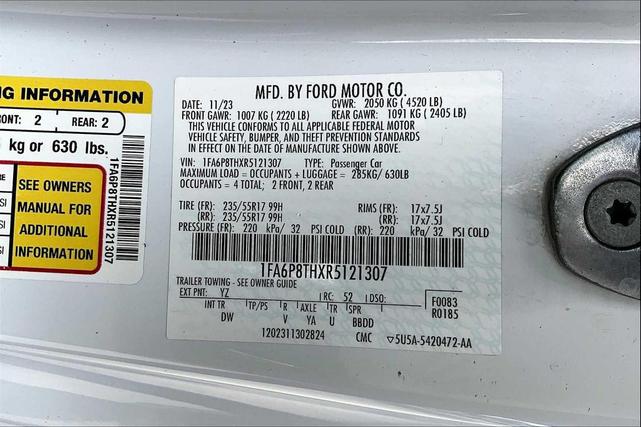 NG INFORMATION
RONT: 2 REAR: 2
kg or 630 lbs.
SEE OWNERS
MANUAL FOR
ADDITIONAL
INFORMATION
1FA6P8THXR5121307
MFD. BY FORD MOTOR CO.
DATE: 11/23 GVWR: 2050 KG ( 4520 LB)
FRONT GAWR: 1007 KG ( 2220 LB) REAR GAWR: 1091 KG ( 2405 LB)
THIS VEHICLE CONFORMS TO ALL APPLICABLE FEDERAL MOTOR
VEHICLE SAFETY, BUMPER, AND THEFT PREVENTION STANDARDS
IN EFFECT ON THE DATE OF MANUFACTURE SHOWN ABOVE.
VIN: 1FA6P8THXR5121307 TYPE: Passenger Car
MAXIMUM LOAD = OCCUPANTS + LUGGAGE = 285KG/ 630LB
OCCUPANTS = 4 TOTAL; 2 FRONT, 2 REAR
TIRE (FR): 235/55R17 99H RIMS (FR): 17x7.5J
(RR): 235/55R17 99H (RR): 17x7.5J
PRESSURE (FR): 220 kPa/ 32 PSI COLD (RR): 220 kPa/ 32 PSI COLD
1FA6P8THXR5121307
TRAILER TOWING - SEE OWNER GUIDE
EXT PNT: YZ RC: 52 DSO: F0083
INT TR TP/PS R AXLE TR SPR R0185
DW V YA U BBDD
1202311302824 CMC ▽5U5A-5420472-AA